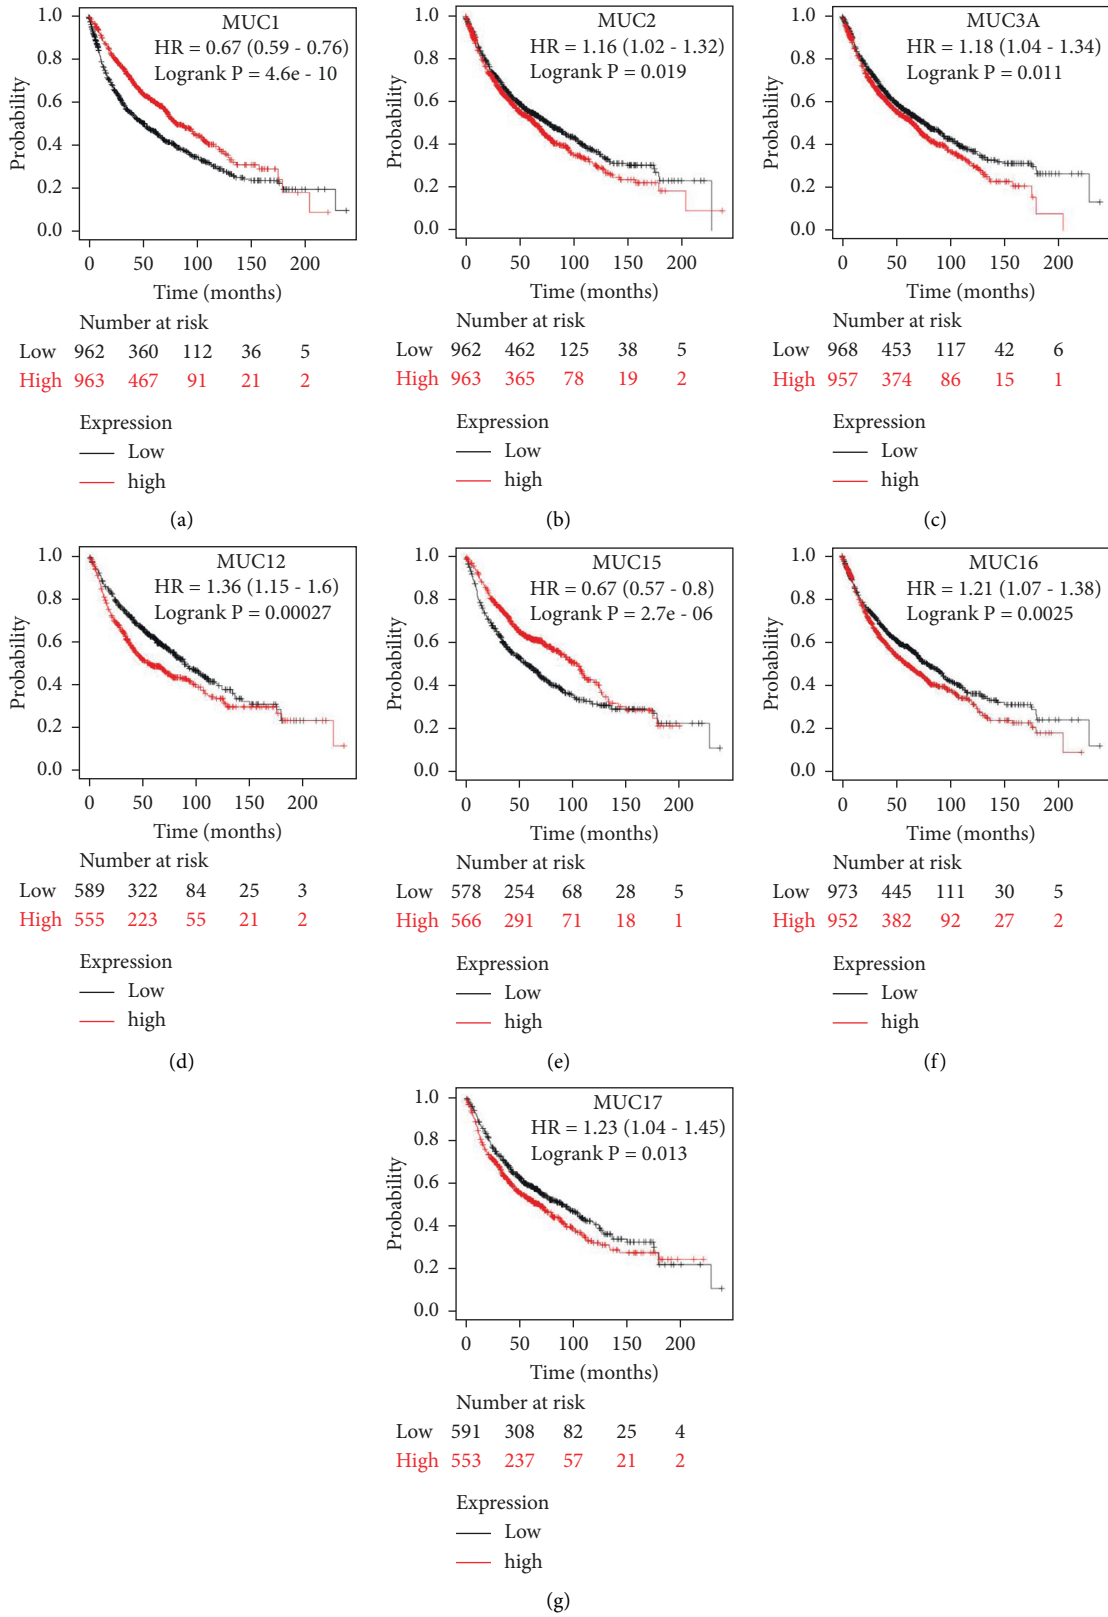 MUC1
HR = 0.67 (0.59 - 0.76)
Logrank P = 4.6e - 10
1.0
0.8
0.6
0.4
0.2
0.0
Probability
0 50 100 150 200
Time (months)
Number at risk
Low 962 360 112 36 5
High 963 467 91 21 2
Expression
Low
high
(a)
MUC2
HR = 1.16 (1.02 - 1.32)
Logrank P = 0.019
1.0
0.8
0.6
0.4
0.2
0.0
Probability
0 50 100 150 200
Time (months)
Number at risk
Low 962 462 125 38 5
High 963 365 78 19 2
Expression
Low
high
(b)
MUC3A
HR = 1.18 (1.04 - 1.34)
Logrank P = 0.011
1.0
0.8
0.6
0.4
0.2
0.0
Probability
0 50 100 150 200
Time (months)
Number at risk
Low 968 453 117 42 6
High 957 374 86 15 1
Expression
Low
high
(c)
MUC12
HR = 1.36 (1.15 - 1.6)
Logrank P = 0.00027
1.0
0.8
0.6
0.4
0.2
0.0
Probability
0 50 100 150 200
Time (months)
Number at risk
Low 589 322 84 25 3
High 555 223 55 21 2
Expression
Low
high
(d)
MUC15
HR = 0.67 (0.57 - 0.8)
Logrank P = 2.7e - 06
1.0
0.8
0.6
0.4
0.2
0.0
Probability
0 50 100 150 200
Time (months)
Number at risk
Low 578 254 68 28 5
High 566 291 71 18 1
Expression
Low
high
(e)
MUC16
HR = 1.21 (1.07 - 1.38)
Logrank P = 0.0025
1.0
0.8
0.6
0.4
0.2
0.0
Probability
0 50 100 150 200
Time (months)
Number at risk
Low 973 445 111 30 5
High 952 382 92 27 2
Expression
Low
high
(f)
MUC17
HR = 1.23 (1.04 - 1.45)
Logrank P = 0.013
1.0
0.8
0.6
0.4
0.2
0.0
Probability
0 50 100 150 200
Time (months)
Number at risk
Low 591 308 82 25 4
High 553 237 57 21 2
Expression
Low
high
(g)